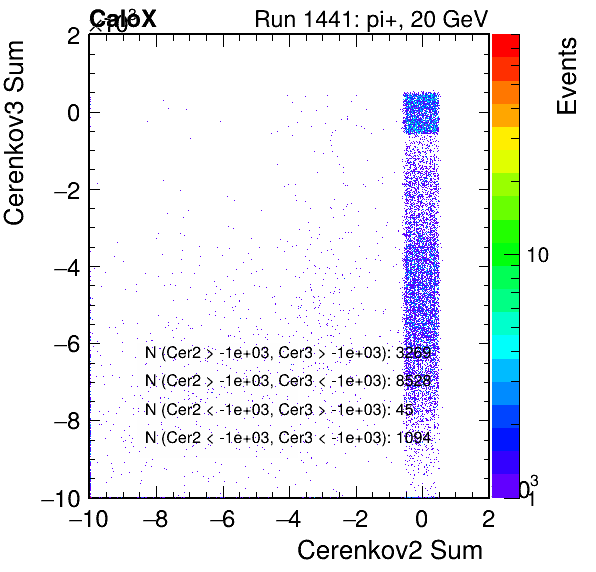 CaloX
×10³
Run 1441: pi+, 20 GeV
Cerenkov3 Sum
Events
2
0
−2
−4
−6
−8
−10
10
1
N (Cer2 > -1e+03, Cer3 > -1e+03): 3269
N (Cer2 > -1e+03, Cer3 < -1e+03): 8528
N (Cer2 < -1e+03, Cer3 > -1e+03): 45
N (Cer2 < -1e+03, Cer3 < -1e+03): 1094
−10 −8 −6 −4 −2 0 2
Cerenkov2 Sum